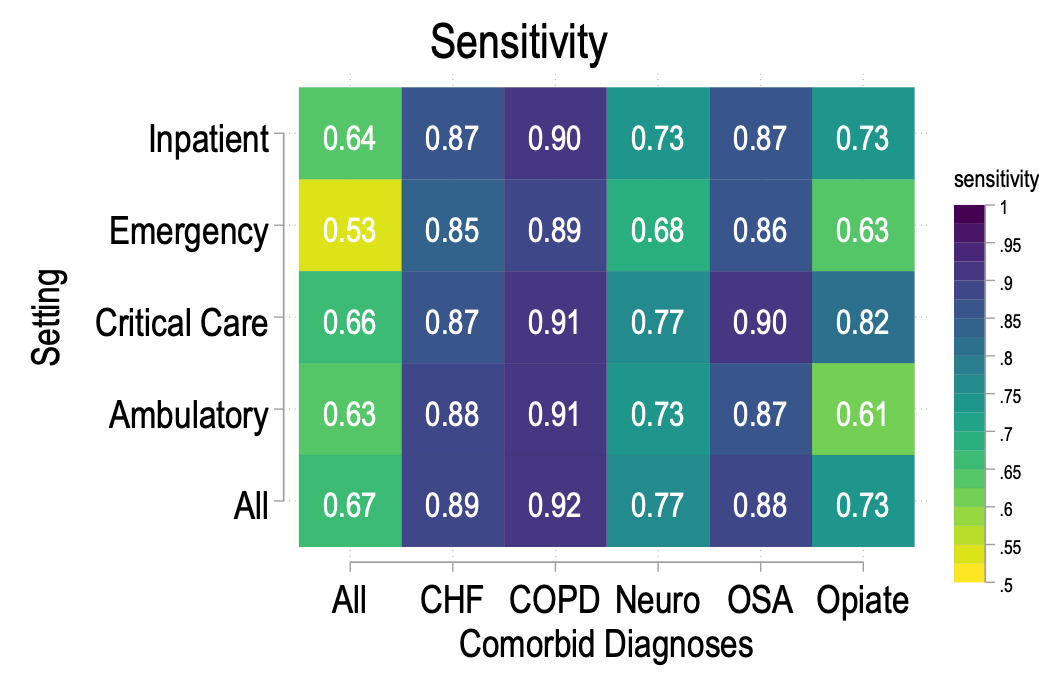 Sensitivity
Setting
Inpatient 0.64 0.87 0.90 0.73 0.87 0.73
Emergency 0.53 0.85 0.89 0.68 0.86 0.63
Critical Care 0.66 0.87 0.91 0.77 0.90 0.82
Ambulatory 0.63 0.88 0.91 0.73 0.87 0.61
All 0.67 0.89 0.92 0.77 0.88 0.73
All CHF COPD Neuro OSA Opiate
Comorbid Diagnoses
sensitivity
1
.95
.9
.85
.8
.75
.7
.65
.6
.55
.5